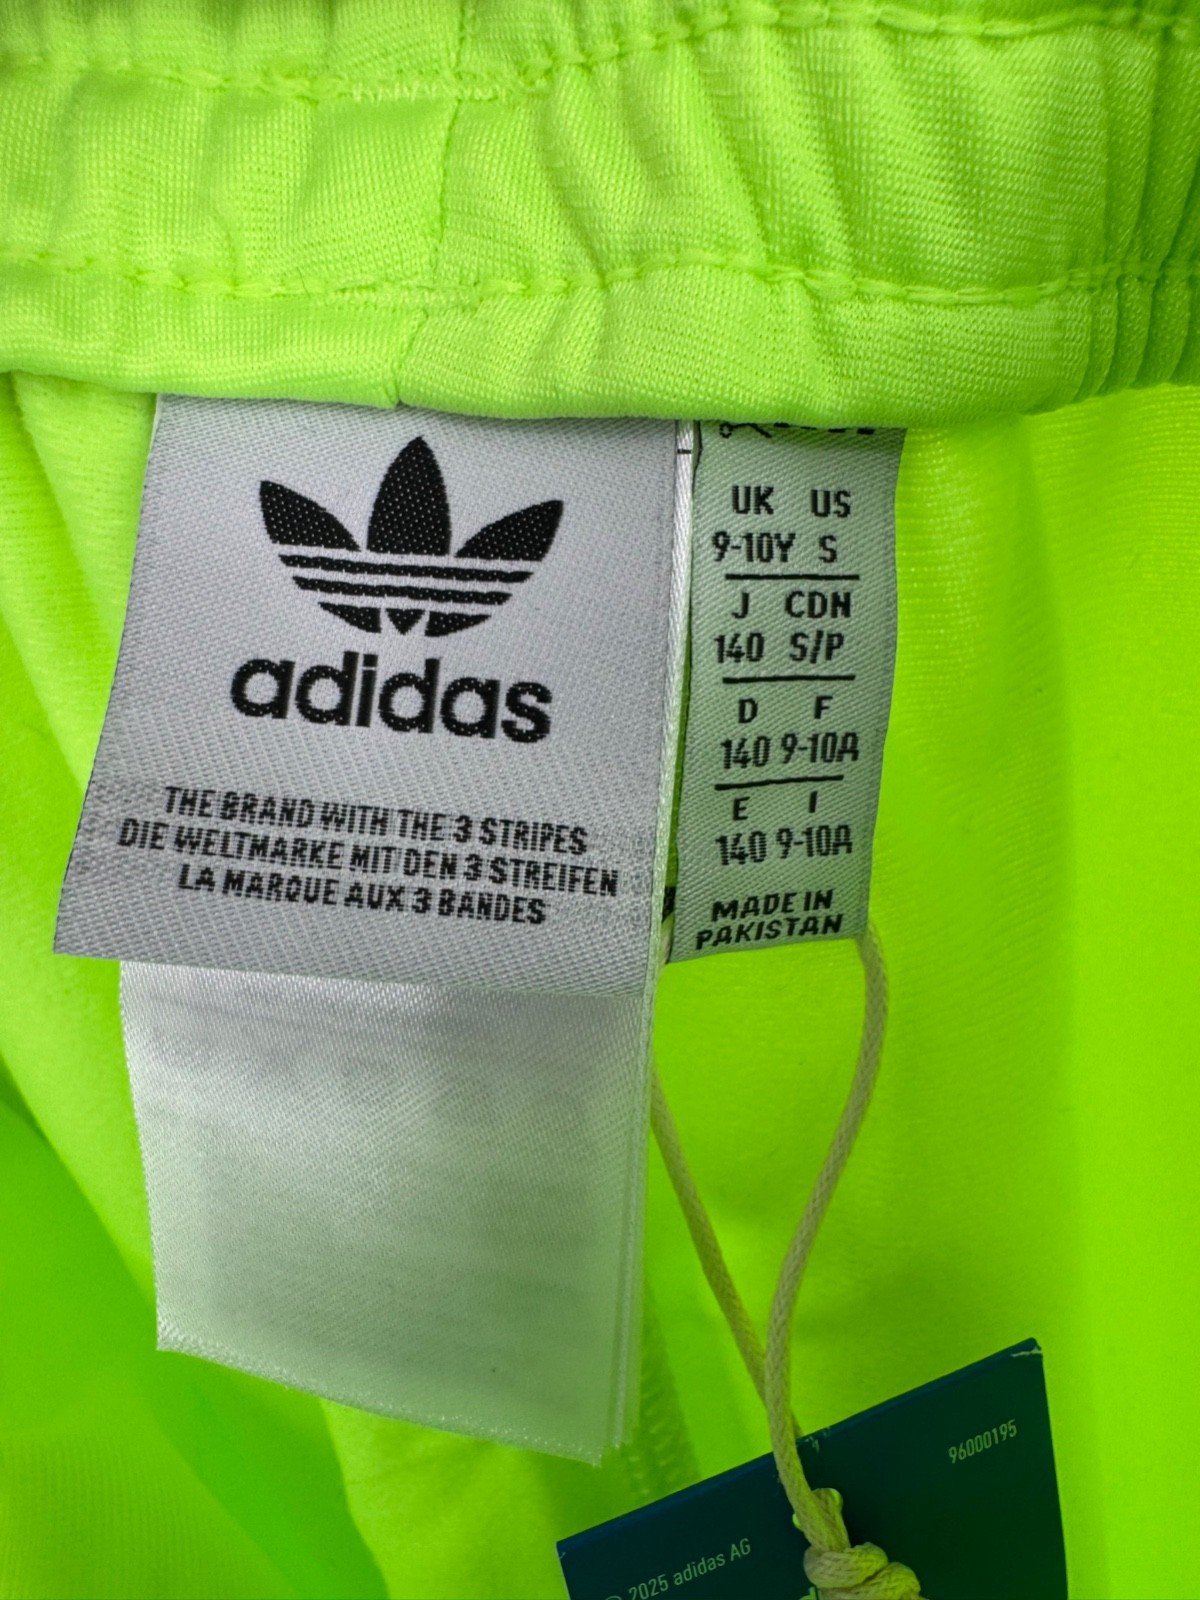 adidas
THE BRAND WITH THE 3 STRIPES
DIE WELTMARKE MIT DEN 3 STREIFEN
LA MARQUE AUX 3 BANDES
UK US
9-10Y S
J CDN
140 S/P
D F
140 9-10A
E I
140 9-10A
MADE IN
PAKISTAN
96000195
© 2025 adidas AG